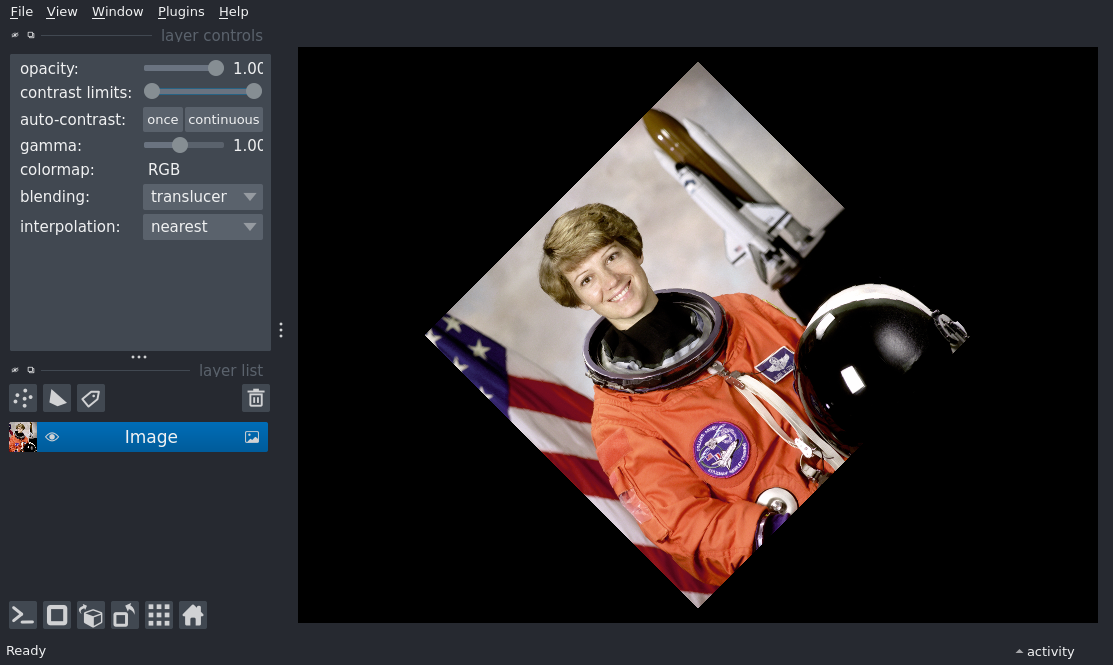 File View Window Plugins Help
layer controls
opacity: 1.00
contrast limits:
auto-contrast: once continuous
gamma: 1.00
colormap: RGB
blending: translucer
interpolation: nearest
layer list
Image
Ready
activity